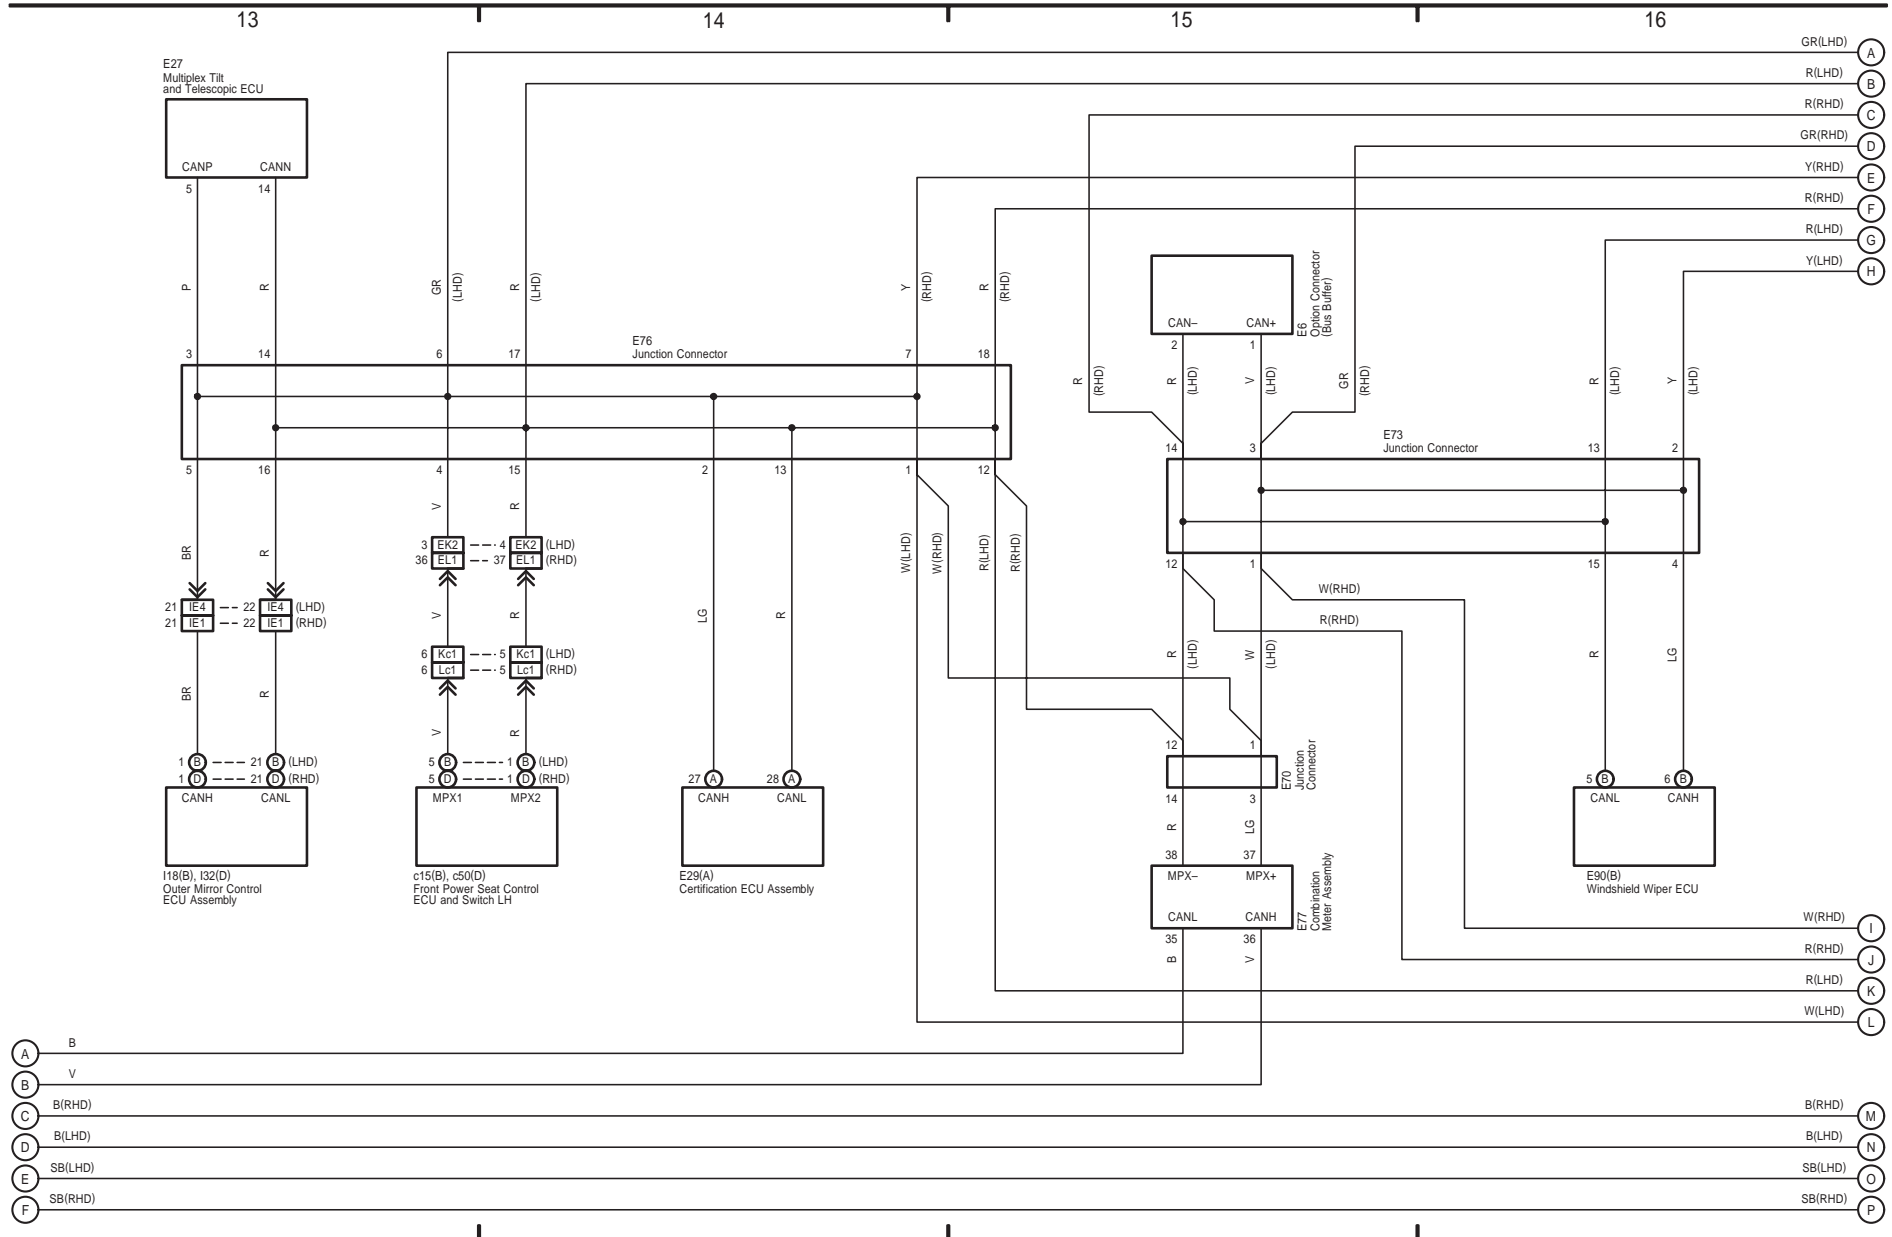 13 14 15 16
GR(LHD) A
R(LHD) B
R(RHD) C
GR(RHD) D
Y(RHD) E
R(RHD) F
R(LHD) G
Y(LHD) H
E27
Multiplex Tilt
and Telescopic ECU
CANP CANN
5 14
P R
GR (LHD) R (LHD)
Y (RHD) R (RHD)
E76
Junction Connector
3 14 6 17 7 18
5 16 4 15 2 13 1 12
BR R
21 IE4 22 IE4 (LHD)
21 IE1 22 IE1 (RHD)
BR R
1 B 21 B (LHD)
1 D 21 D (RHD)
CANH CANL
I18(B), I32(D)
Outer Mirror Control
ECU Assembly
V R
3 EK2 4 EK2 (LHD)
36 EL1 37 EL1 (RHD)
V R
6 Kc1 5 Kc1 (LHD)
6 Lc1 5 Lc1 (RHD)
V R
5 B 1 B (LHD)
5 D 1 D (RHD)
MPX1 MPX2
c15(B), c50(D)
Front Power Seat Control
ECU and Switch LH
LG R
27 A 28 A
CANH CANL
E29(A)
Certification ECU Assembly
W(LHD) W(RHD) R(LHD) R(RHD)
CAN– CAN+
E6
Option Connector
(Bus Buffer)
2 1
R (RHD) R (LHD) V (LHD) GR (RHD)
R (LHD) Y (LHD)
E73
Junction Connector
14 3 13 2
12 1 15 4
W(RHD)
R(RHD)
R (LHD) W (LHD)
12 1
E70
Junction
Connector
14 3
R LG
38 37
MPX– MPX+
CANL CANH
E77
Combination
Meter Assembly
35 36
B V
R LG
5 B 6 B
CANL CANH
E90(B)
Windshield Wiper ECU
W(RHD) I
R(RHD) J
R(LHD) K
W(LHD) L
A B
B V
C B(RHD) B(RHD) M
D B(LHD) B(LHD) N
E SB(LHD) SB(LHD) O
F SB(RHD) SB(RHD) P